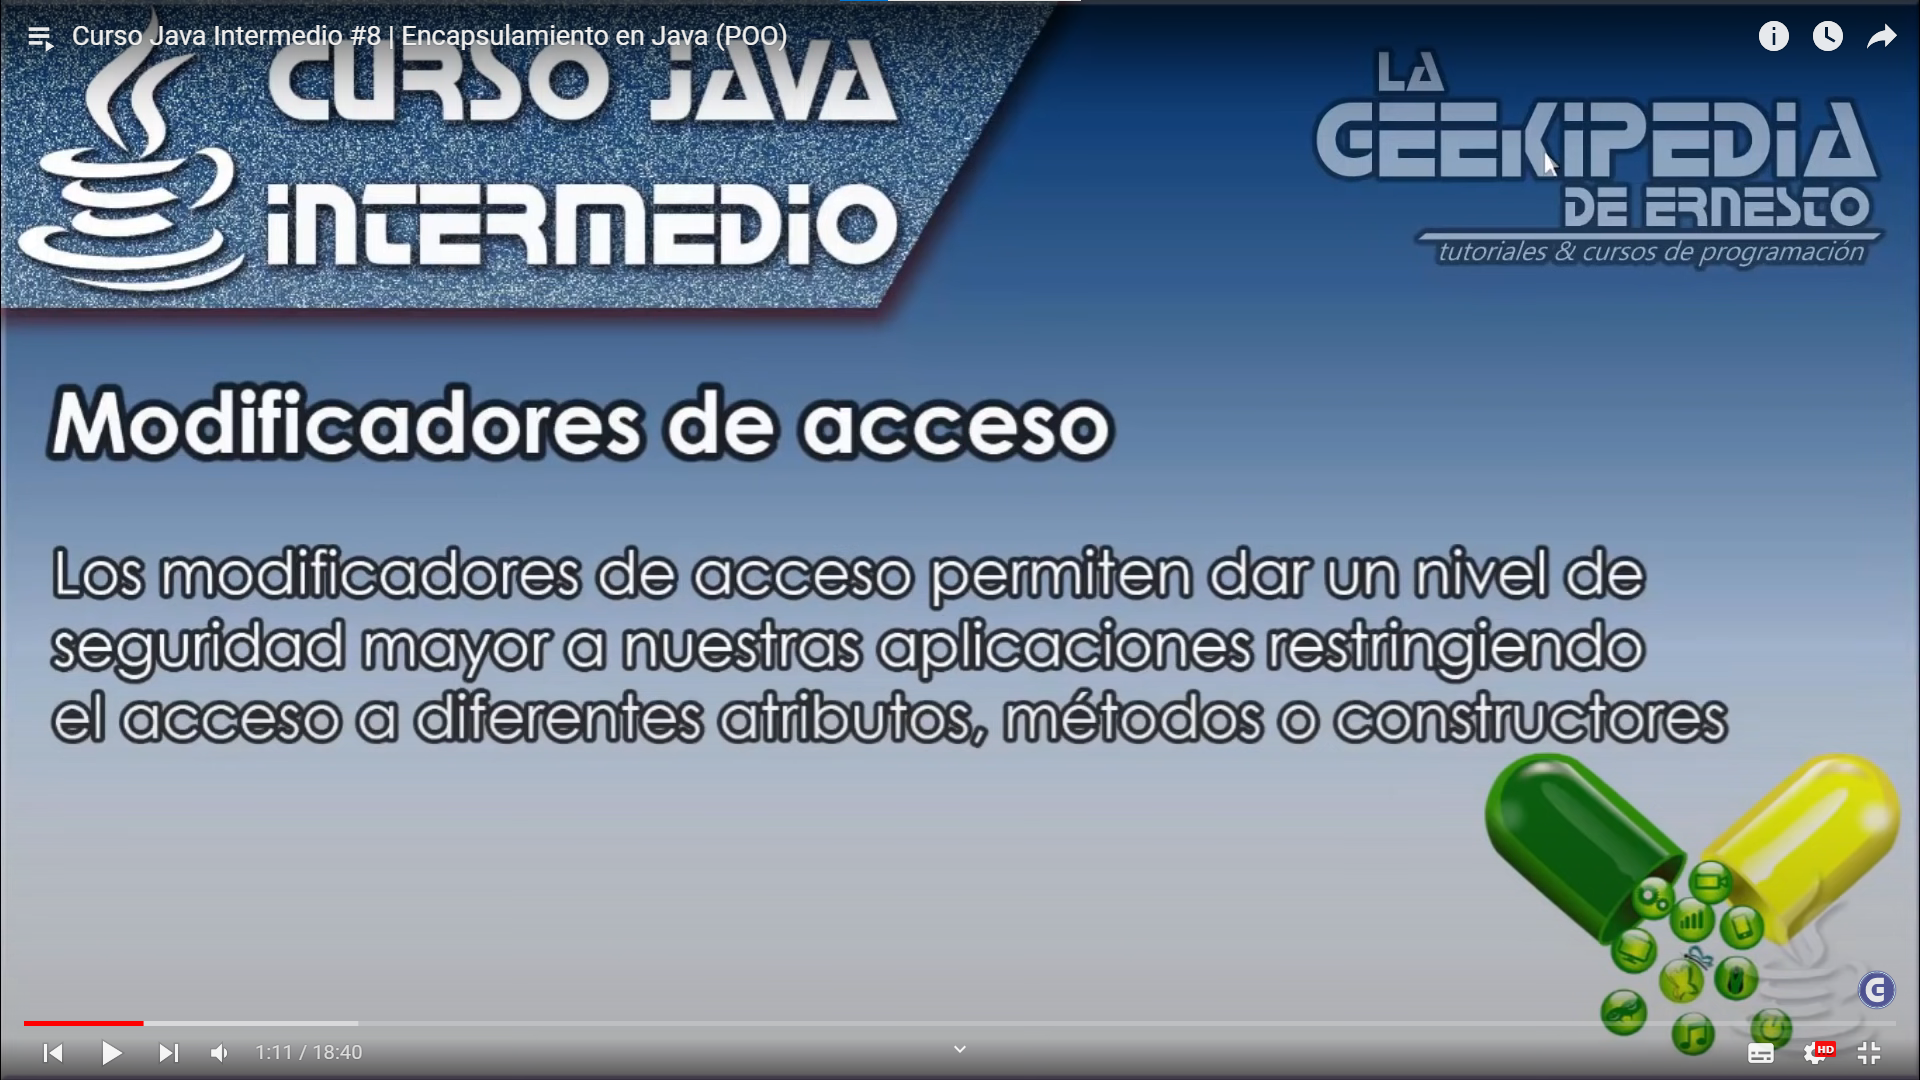 Curso Java Intermedio #8 | Encapsulamiento en Java (POO)
CURSO JAVA
INTERMEDIO
LA
GEEKIPEDIA
DE ERNESTO
tutoriales & cursos de programación
Modificadores de acceso
Los modificadores de acceso permiten dar un nivel de
seguridad mayor a nuestras aplicaciones restringiendo
el acceso a diferentes atributos, métodos o constructores
G
1:11 / 18:40
HD